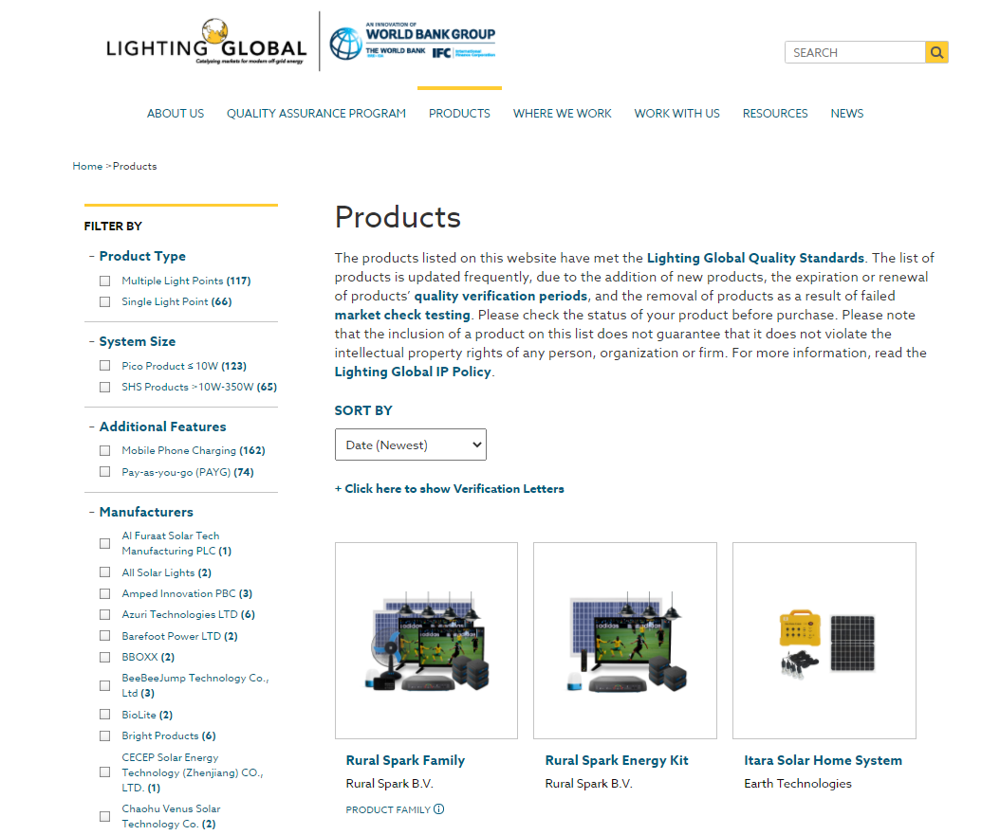 LIGHTING GLOBAL
Catalyzing markets for modern off-grid energy
AN INNOVATION OF
WORLD BANK GROUP
THE WORLD BANK
IBRD • IDA
IFC International
Finance Corporation
SEARCH
ABOUT US QUALITY ASSURANCE PROGRAM PRODUCTS WHERE WE WORK WORK WITH US RESOURCES NEWS
Home >Products
FILTER BY
– Product Type
Multiple Light Points (117)
Single Light Point (66)
– System Size
Pico Product ≤ 10W (123)
SHS Products >10W-350W (65)
– Additional Features
Mobile Phone Charging (162)
Pay-as-you-go (PAYG) (74)
– Manufacturers
Al Furaat Solar Tech
Manufacturing PLC (1)
All Solar Lights (2)
Amped Innovation PBC (3)
Azuri Technologies LTD (6)
Barefoot Power LTD (2)
BBOXX (2)
BeeBeeJump Technology Co.,
Ltd (3)
BioLite (2)
Bright Products (6)
CECEP Solar Energy
Technology (Zhenjiang) CO.,
LTD. (1)
Chaohu Venus Solar
Technology Co. (2)
Products
The products listed on this website have met the Lighting Global Quality Standards. The list of
products is updated frequently, due to the addition of new products, the expiration or renewal
of products’ quality verification periods, and the removal of products as a result of failed
market check testing. Please check the status of your product before purchase. Please note
that the inclusion of a product on this list does not guarantee that it does not violate the
intellectual property rights of any person, organization or firm. For more information, read the
Lighting Global IP Policy.
SORT BY
Date (Newest)
+ Click here to show Verification Letters
adidas
adidas
Rural Spark Family
Rural Spark B.V.
PRODUCT FAMILY
Rural Spark Energy Kit
Rural Spark B.V.
Itara Solar Home System
Earth Technologies